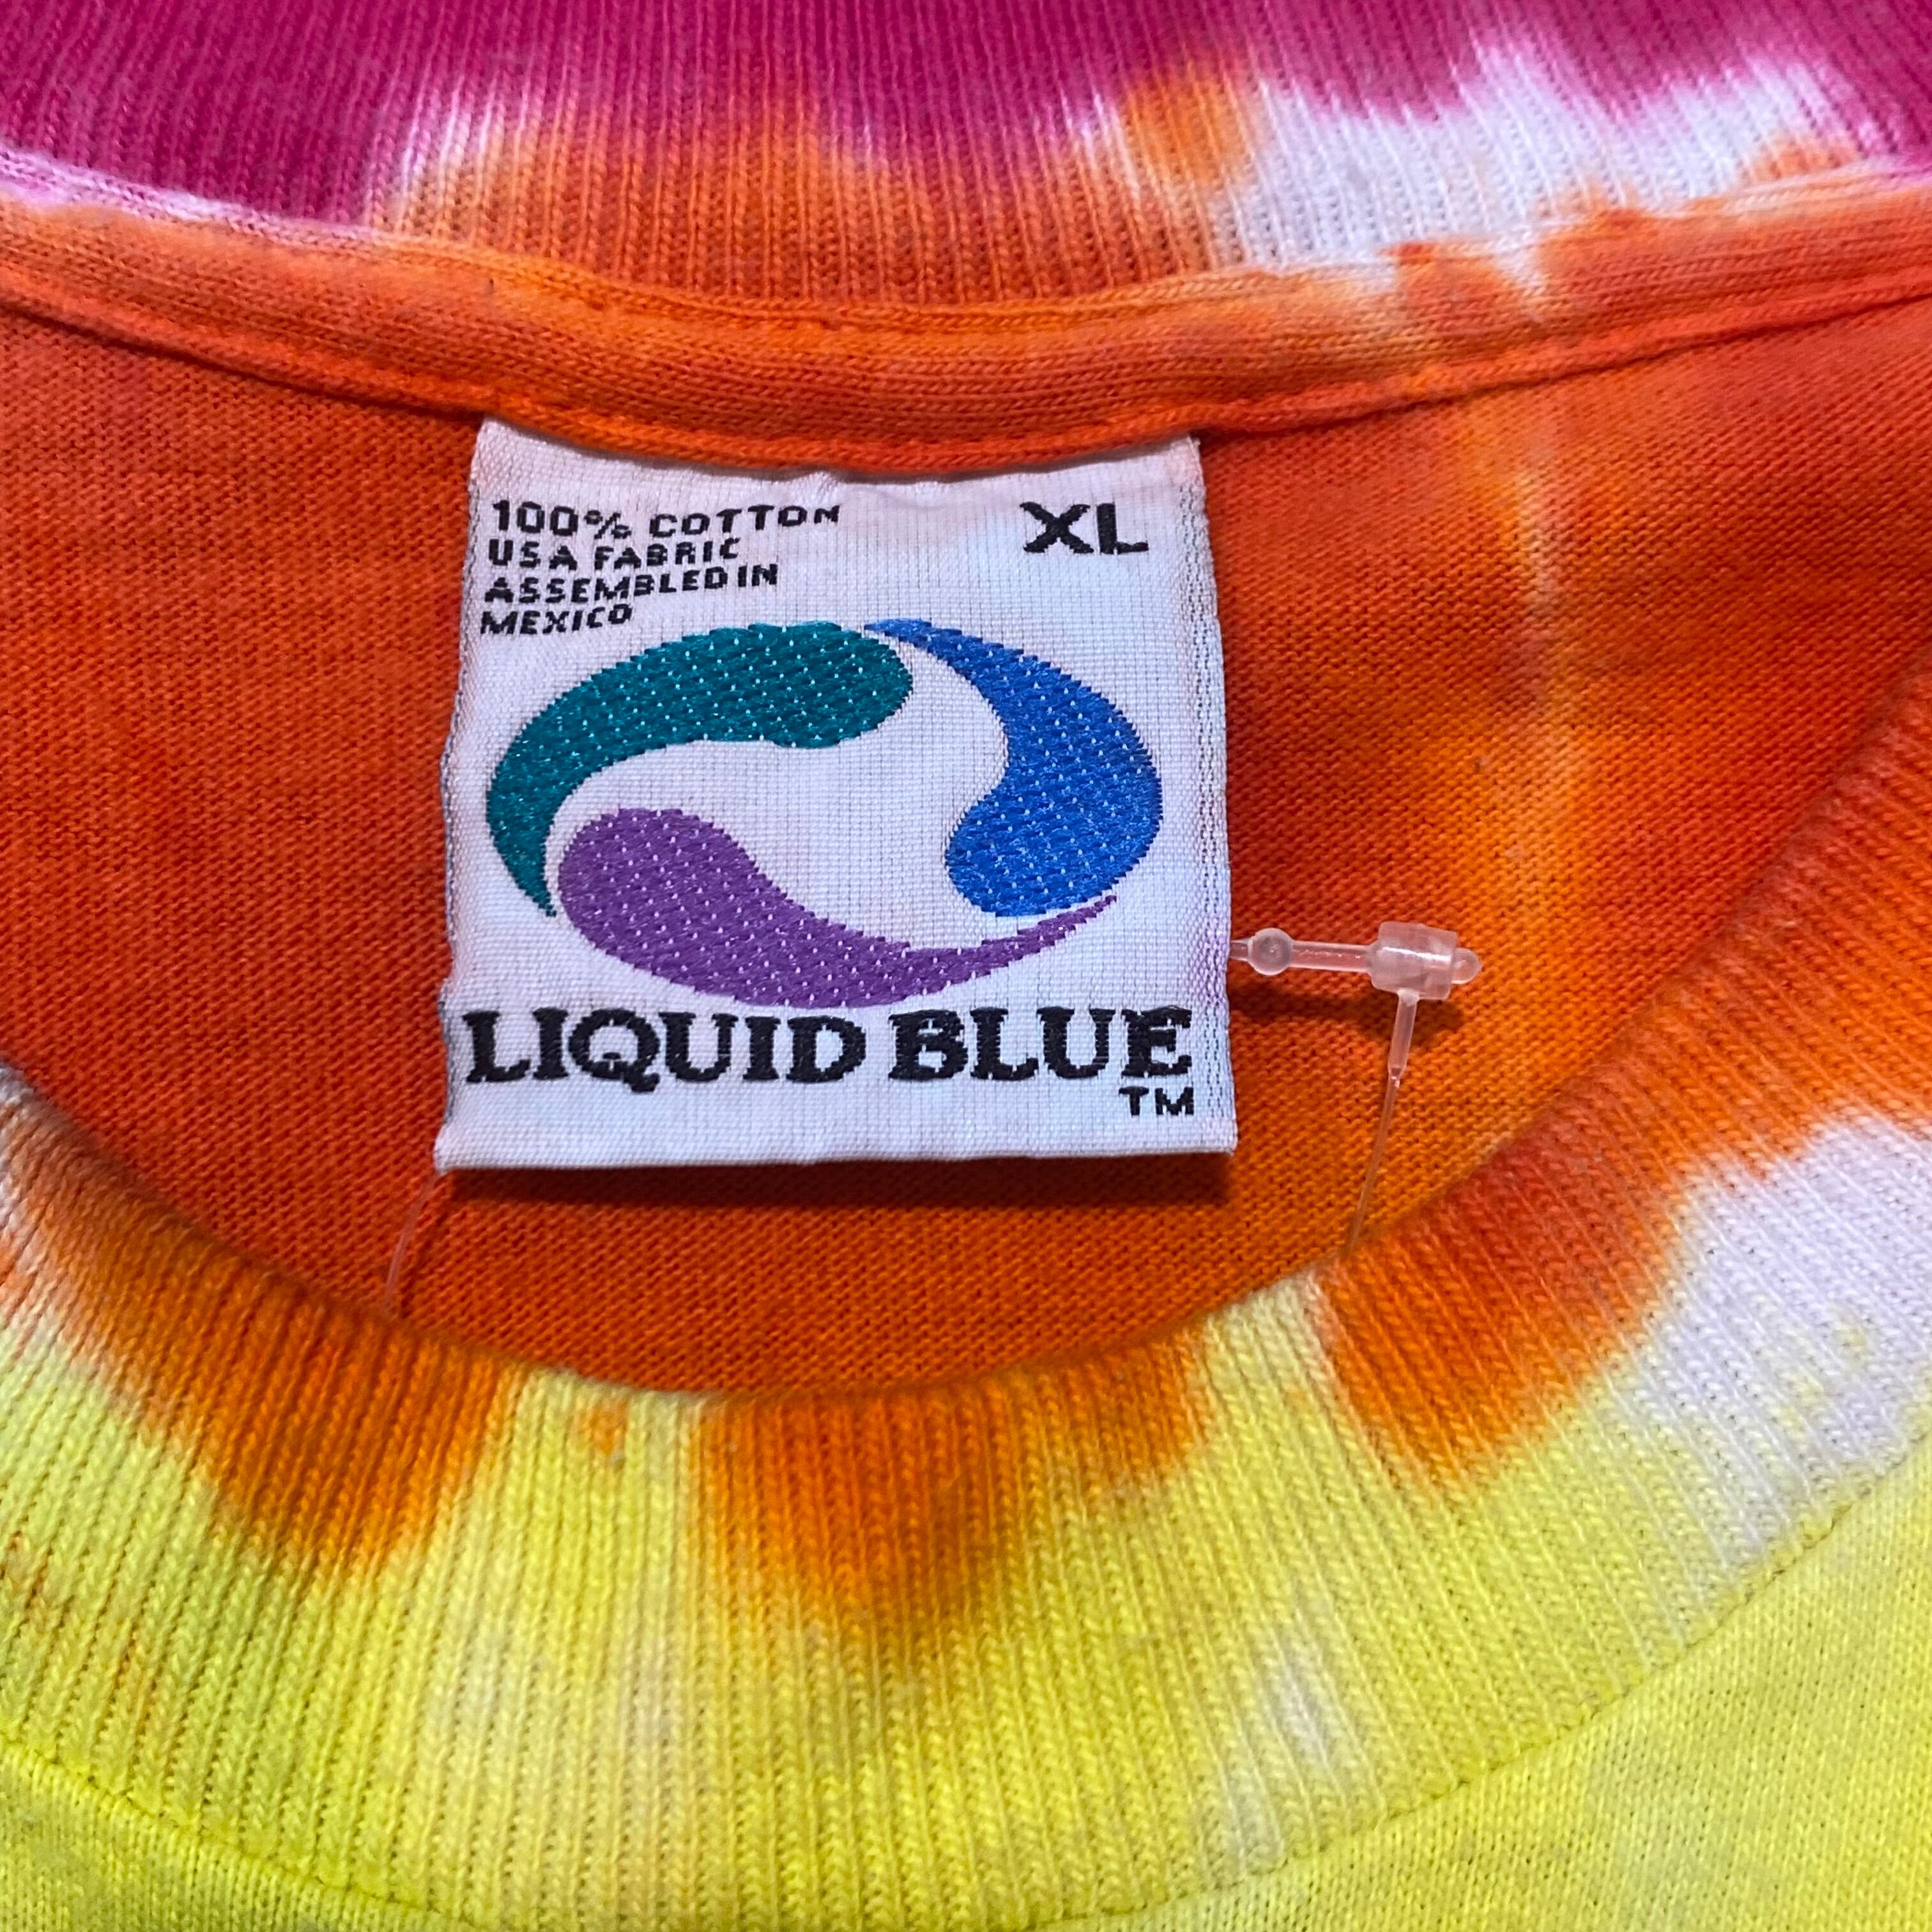 100% COTTON XL
USA FABRIC
ASSEMBLED IN
MEXICO
LIQUID BLUE
TM